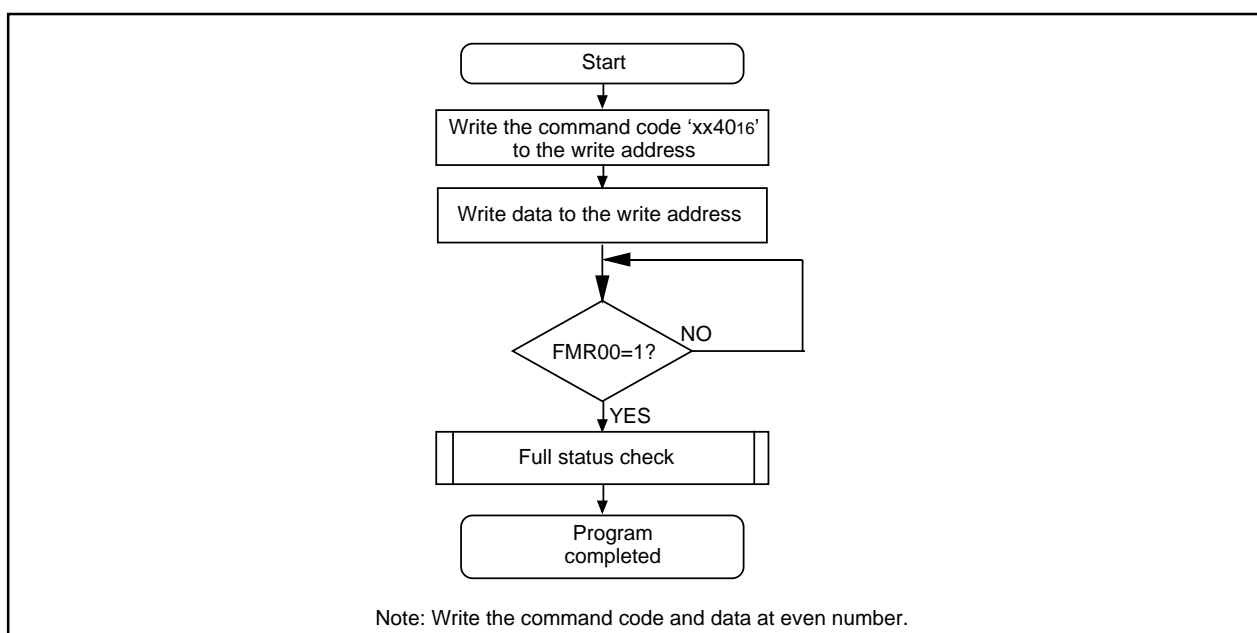 Start
Write the command code ‘xx4016’
to the write address
Write data to the write address
FMR00=1?
NO
YES
Full status check
Program
completed
Note: Write the command code and data at even number.